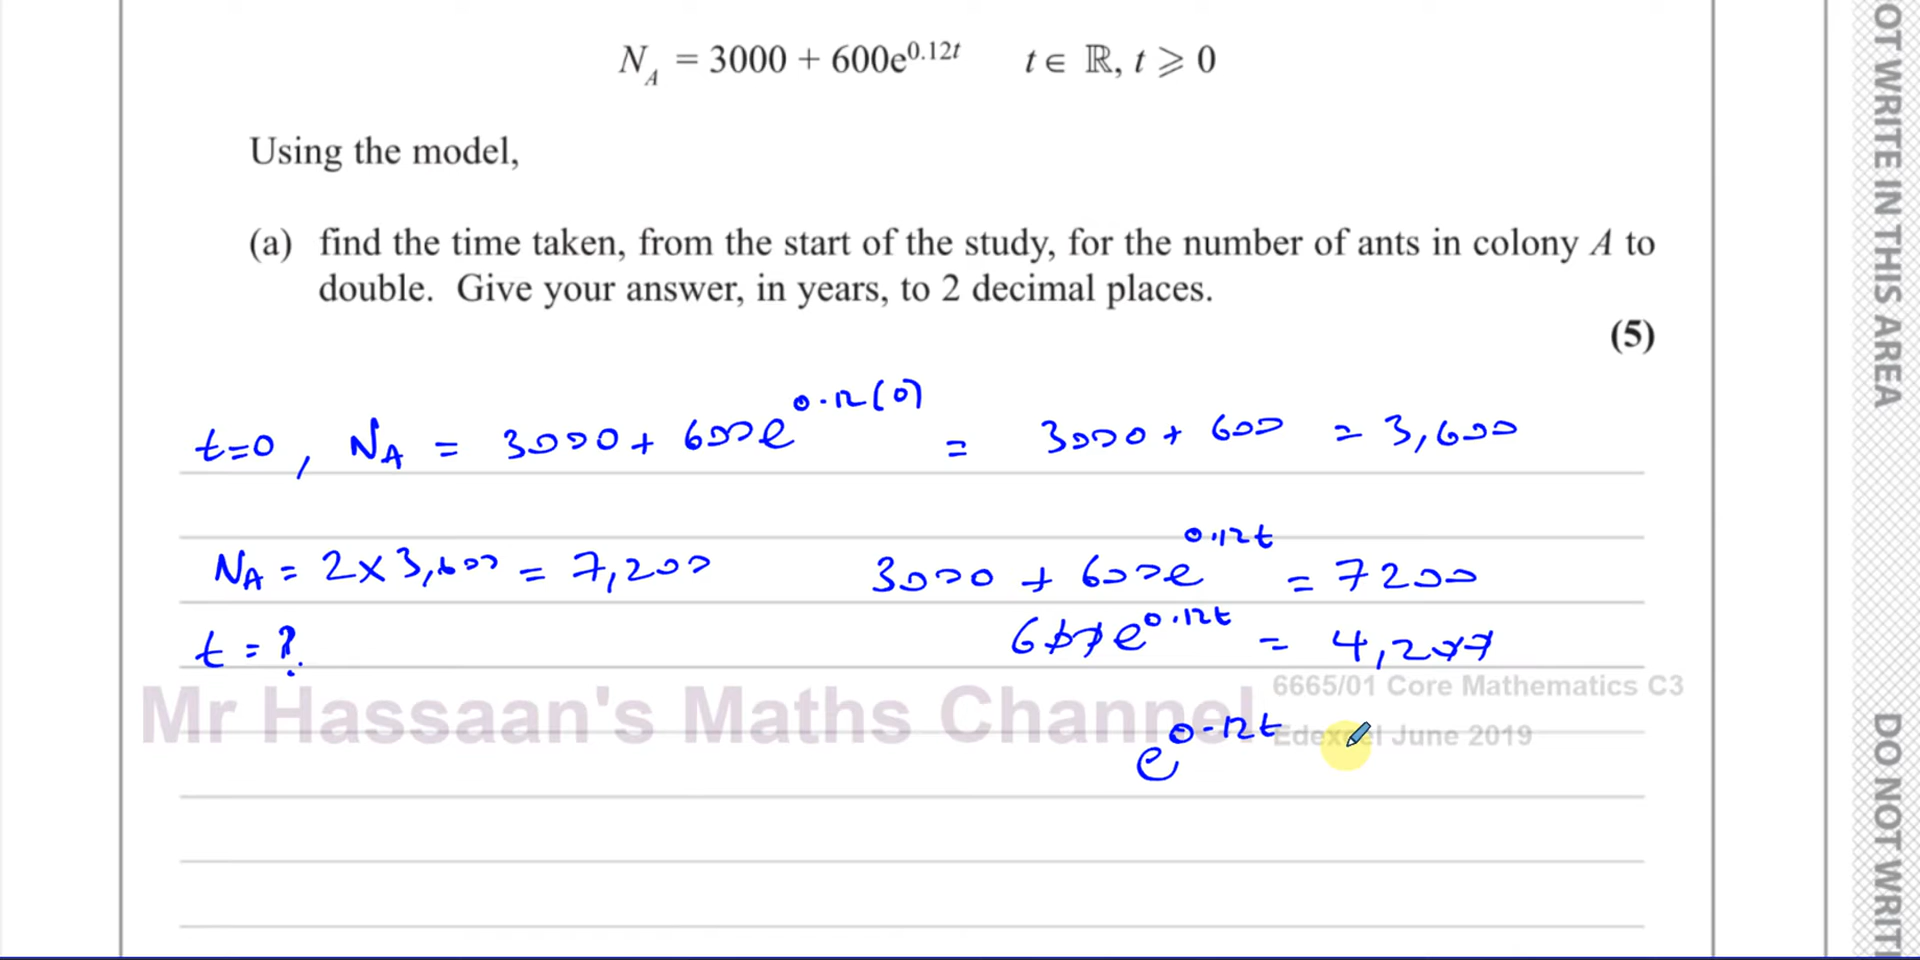 N_A = 3000 + 600e^{0.12t} t ∈ ℝ, t ⩾ 0
Using the model,
(a) find the time taken, from the start of the study, for the number of ants in colony A to
double. Give your answer, in years, to 2 decimal places.
(5)
t=0, N_A = 3000 + 600e^{0.12(0)} = 3000 + 600 = 3,600
N_A = 2 × 3,600 = 7,200
3000 + 600e^{0.12t} = 7200
t = ?
600e^{0.12t} = 4,200
Mr Hassaan's Maths Channel
6665/01 Core Mathematics C3
Edexcel June 2019
e^{0.12t}
OT WRITE IN THIS AREA
DO NOT WRIT